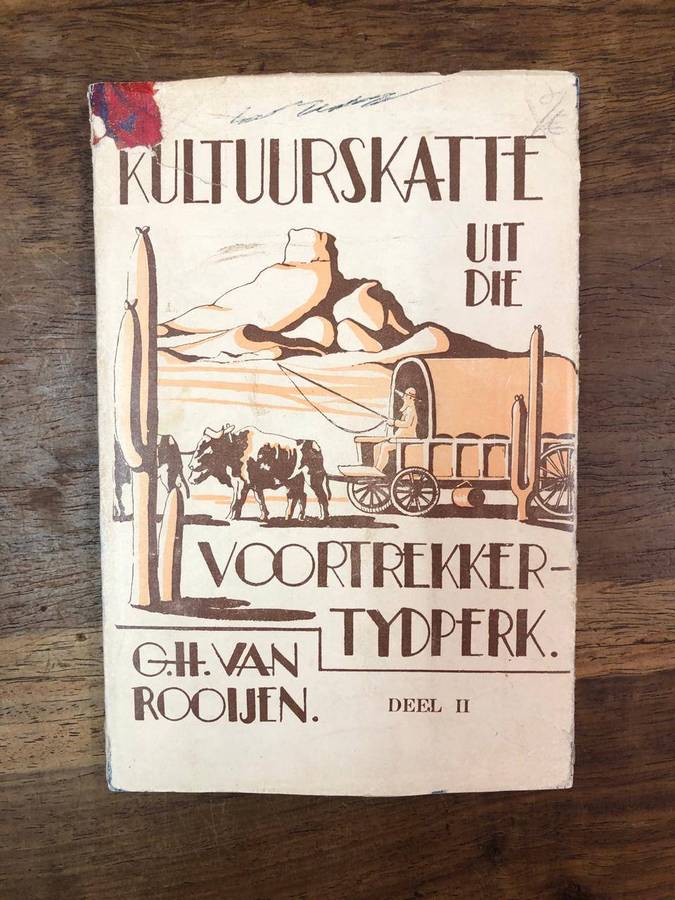 KULTUURSKATTE
UIT
DIE
VOORTREKKER-
TYDPERK.
G.H. VAN
ROOIJEN.
DEEL II